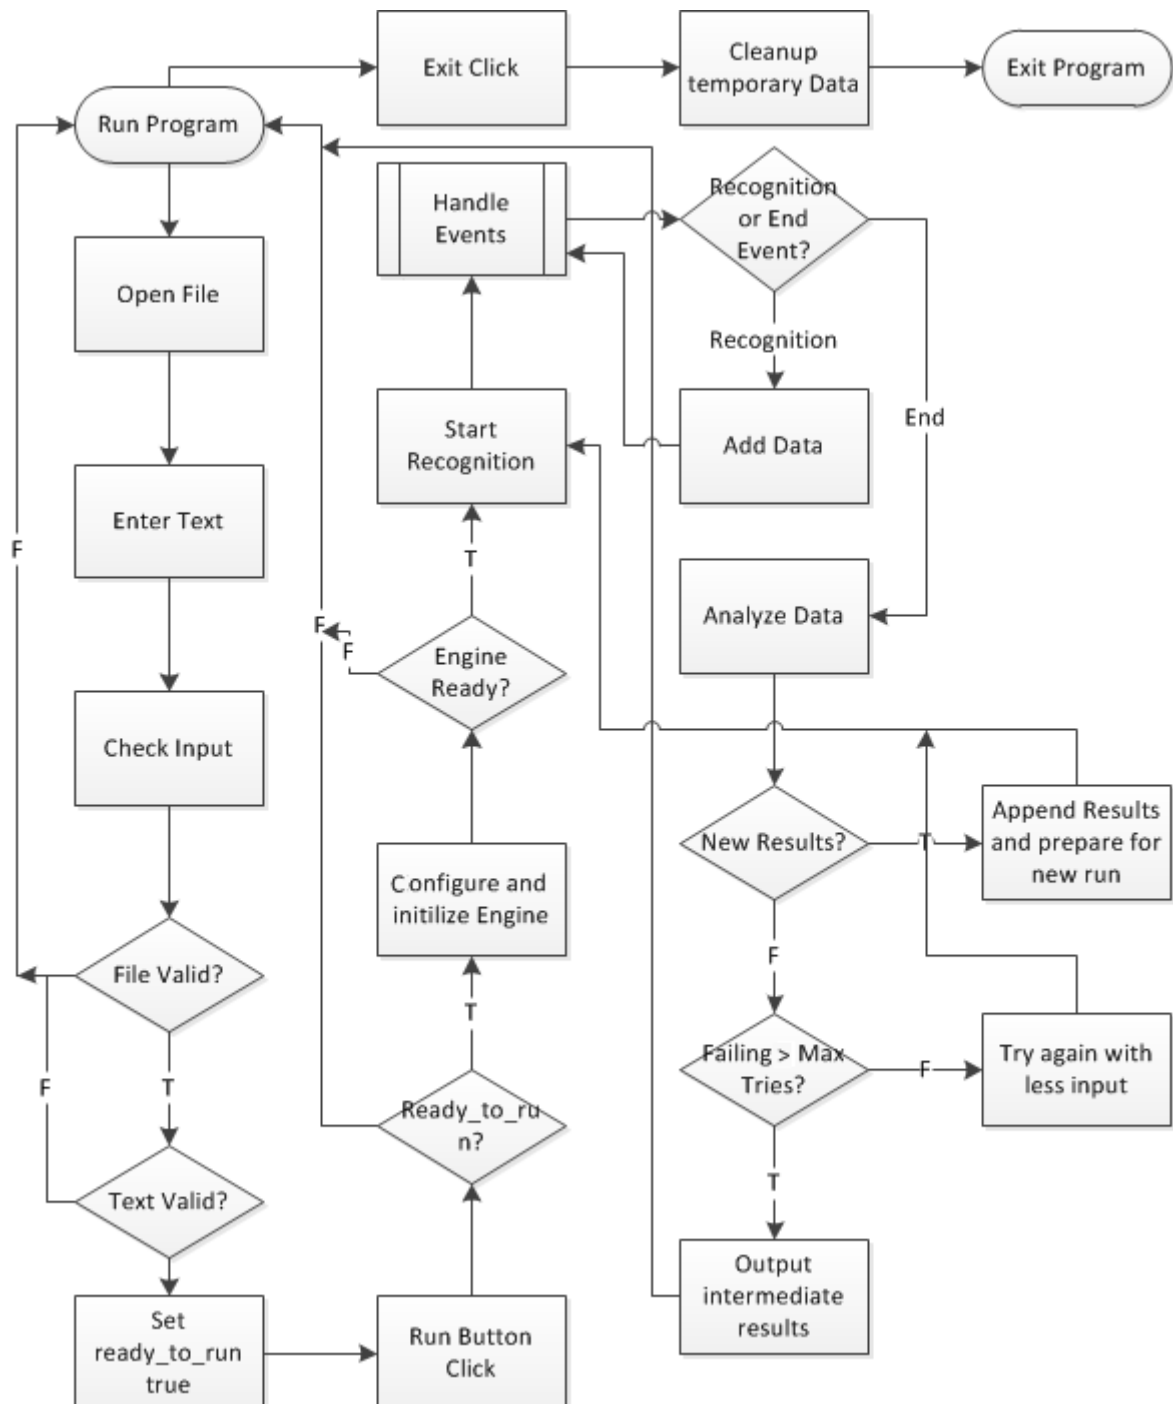 Exit Click
Cleanup
temporary Data
Exit Program
Run Program
Handle
Events
Recognition
or End
Event?
Open File
Recognition
End
Start
Recognition
Add Data
Enter Text
F
T
Analyze Data
F
F
Engine
Ready?
Check Input
New Results?
T
Append Results
and prepare for
new run
Configure and
initilize Engine
F
File Valid?
T
Failing > Max
Tries?
F
Try again with
less input
F
T
Ready_to_ru
n?
T
Text Valid?
Output
intermediate
results
Set
ready_to_run
true
Run Button
Click